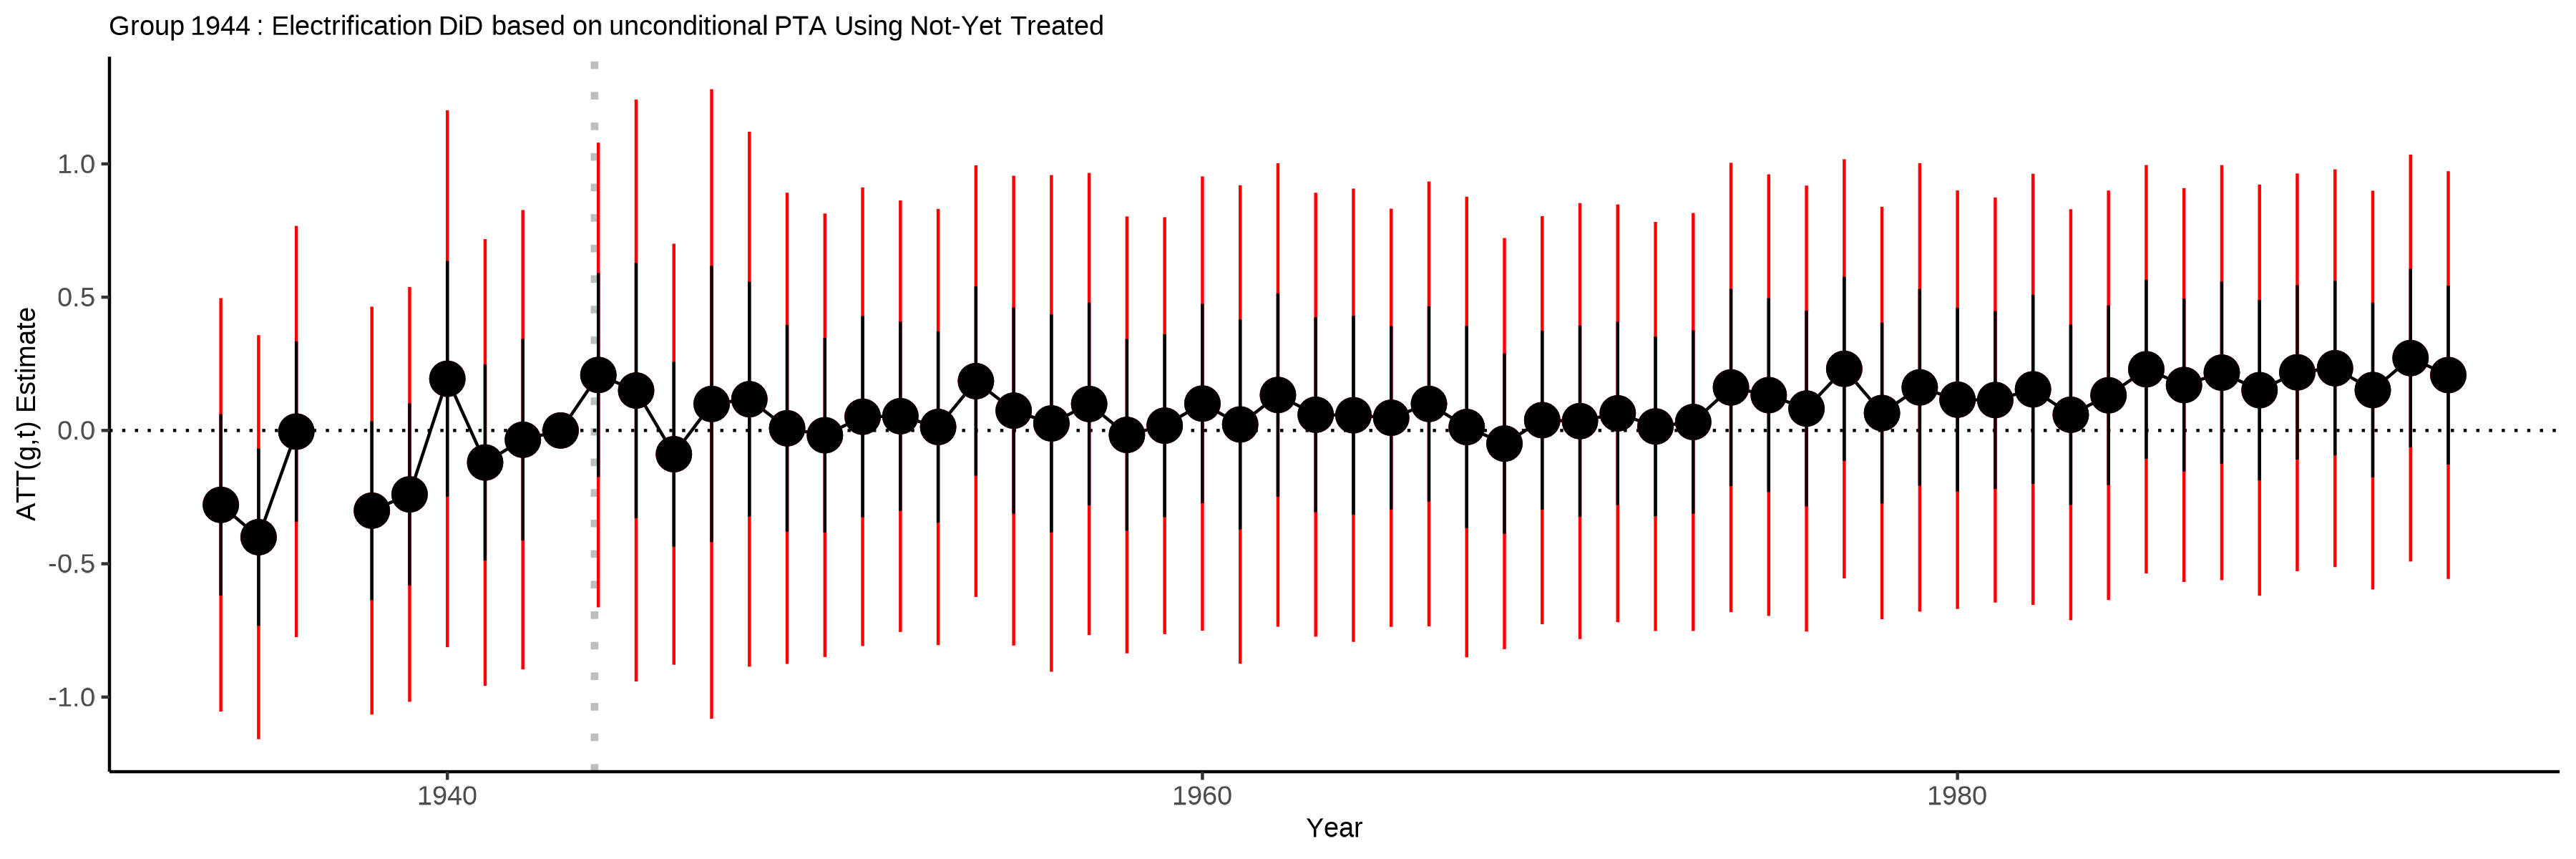 Group 1944 : Electrification DiD based on unconditional PTA Using Not-Yet Treated
ATT(g,t) Estimate
1.0
0.5
0.0
-0.5
-1.0
1940
1960
1980
Year